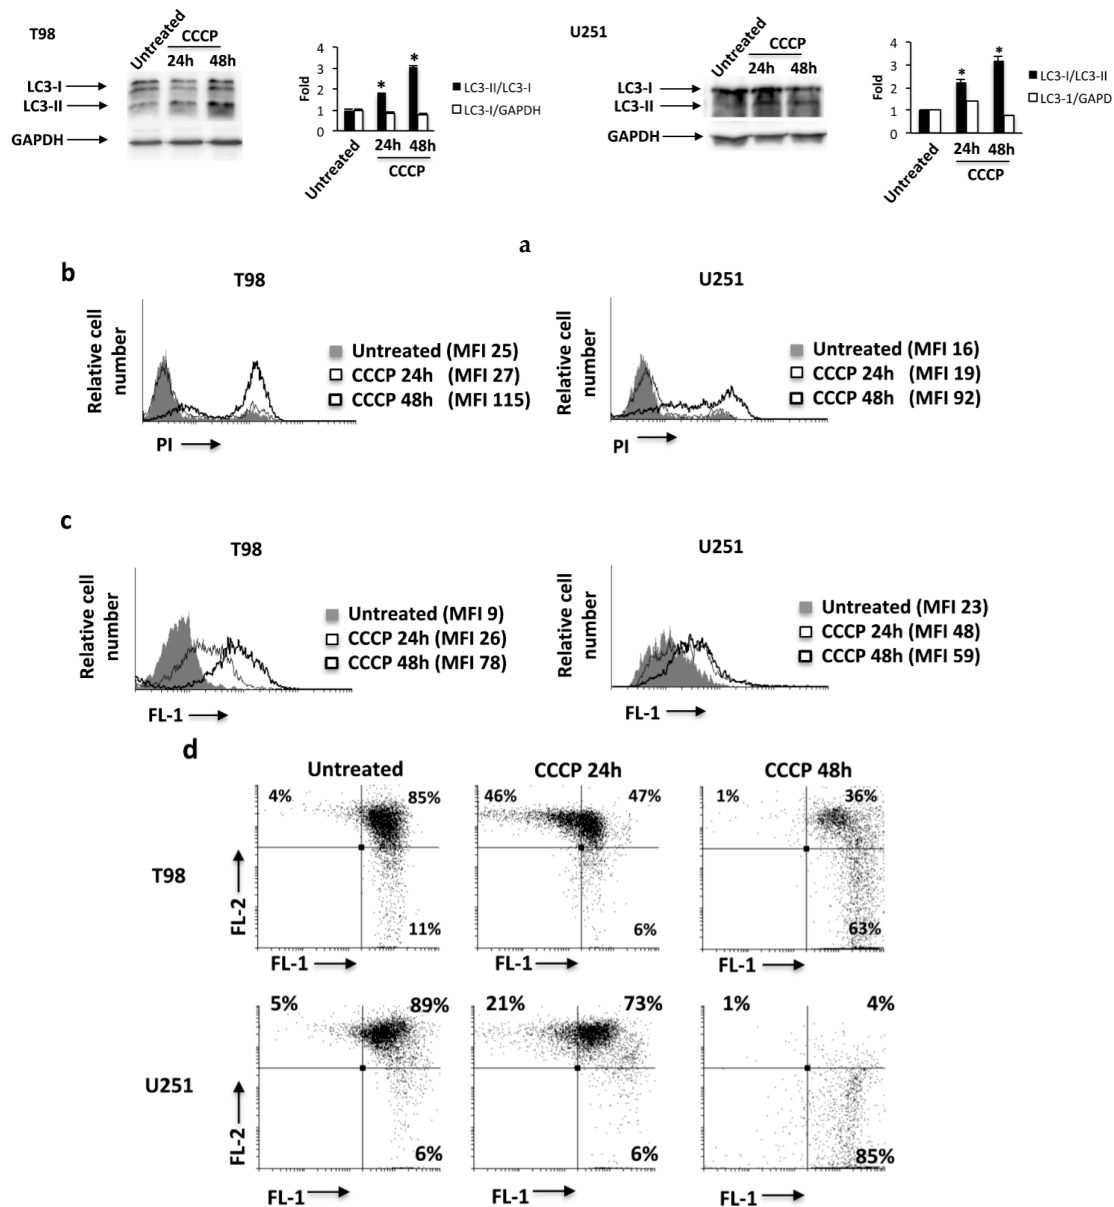 T98
Untreated
CCCP
24h 48h
LC3-I
LC3-II
GAPDH
Fold
4
3
2
1
0
*
*
LC3-II/LC3-I
LC3-I/GAPDH
Untreated
24h 48h
CCCP
U251
Untreated
CCCP
24h 48h
LC3-I
LC3-II
GAPDH
Fold
4
3
2
1
0
*
*
LC3-I/LC3-II
LC3-1/GAPD
Untreated
24h 48h
CCCP
a
b
T98
Relative cell
number
PI
Untreated (MFI 25)
CCCP 24h (MFI 27)
CCCP 48h (MFI 115)
U251
Relative cell
number
PI
Untreated (MFI 16)
CCCP 24h (MFI 19)
CCCP 48h (MFI 92)
c
T98
Relative cell
number
FL-1
Untreated (MFI 9)
CCCP 24h (MFI 26)
CCCP 48h (MFI 78)
U251
Relative cell
number
FL-1
Untreated (MFI 23)
CCCP 24h (MFI 48)
CCCP 48h (MFI 59)
d
Untreated CCCP 24h CCCP 48h
T98
FL-2
4% 85%
11%
FL-1
46% 47%
6%
FL-1
1% 36%
63%
FL-1
U251
FL-2
5% 89%
6%
FL-1
21% 73%
6%
FL-1
1% 4%
85%
FL-1